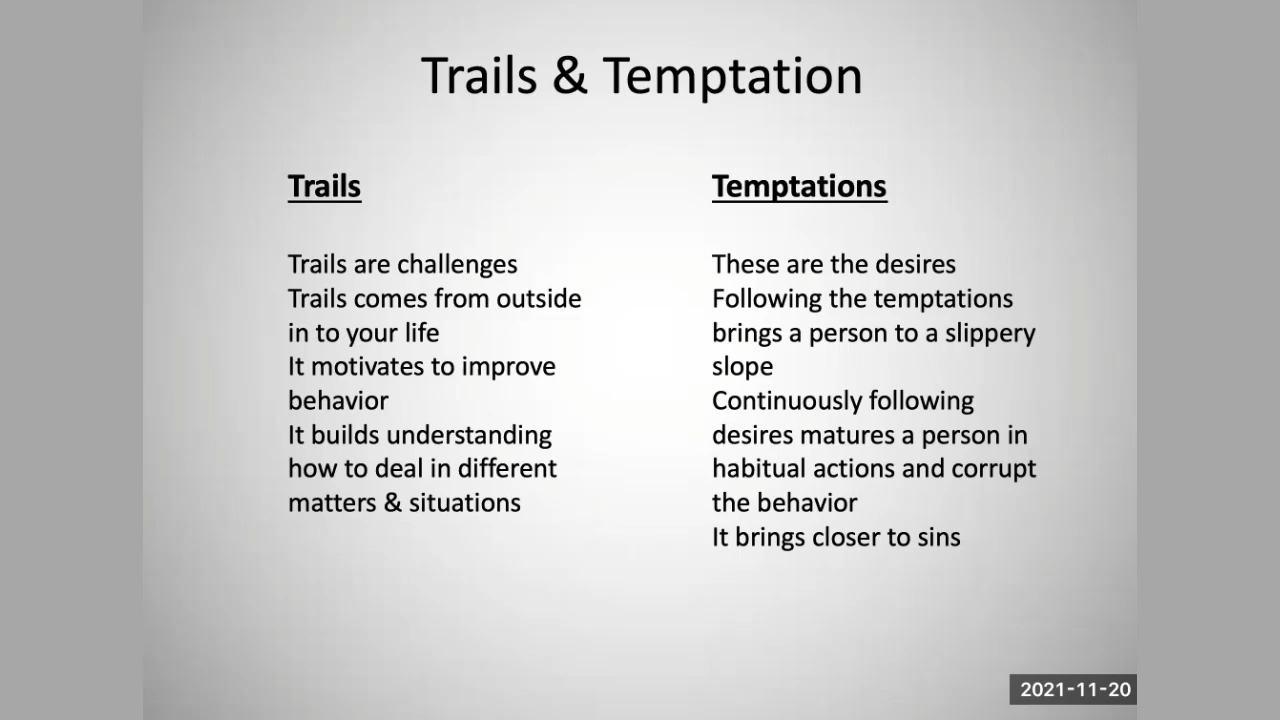 Trails & Temptation
Trails
Trails are challenges
Trails comes from outside
in to your life
It motivates to improve
behavior
It builds understanding
how to deal in different
matters & situations
Temptations
These are the desires
Following the temptations
brings a person to a slippery
slope
Continuously following
desires matures a person in
habitual actions and corrupt
the behavior
It brings closer to sins
2021-11-20